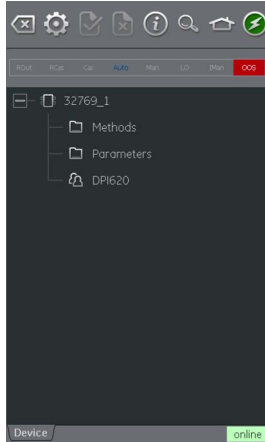 ROut RCas Cas Auto Man LO IMan OOS
32769_1
Methods
Parameters
DPI620
Device online